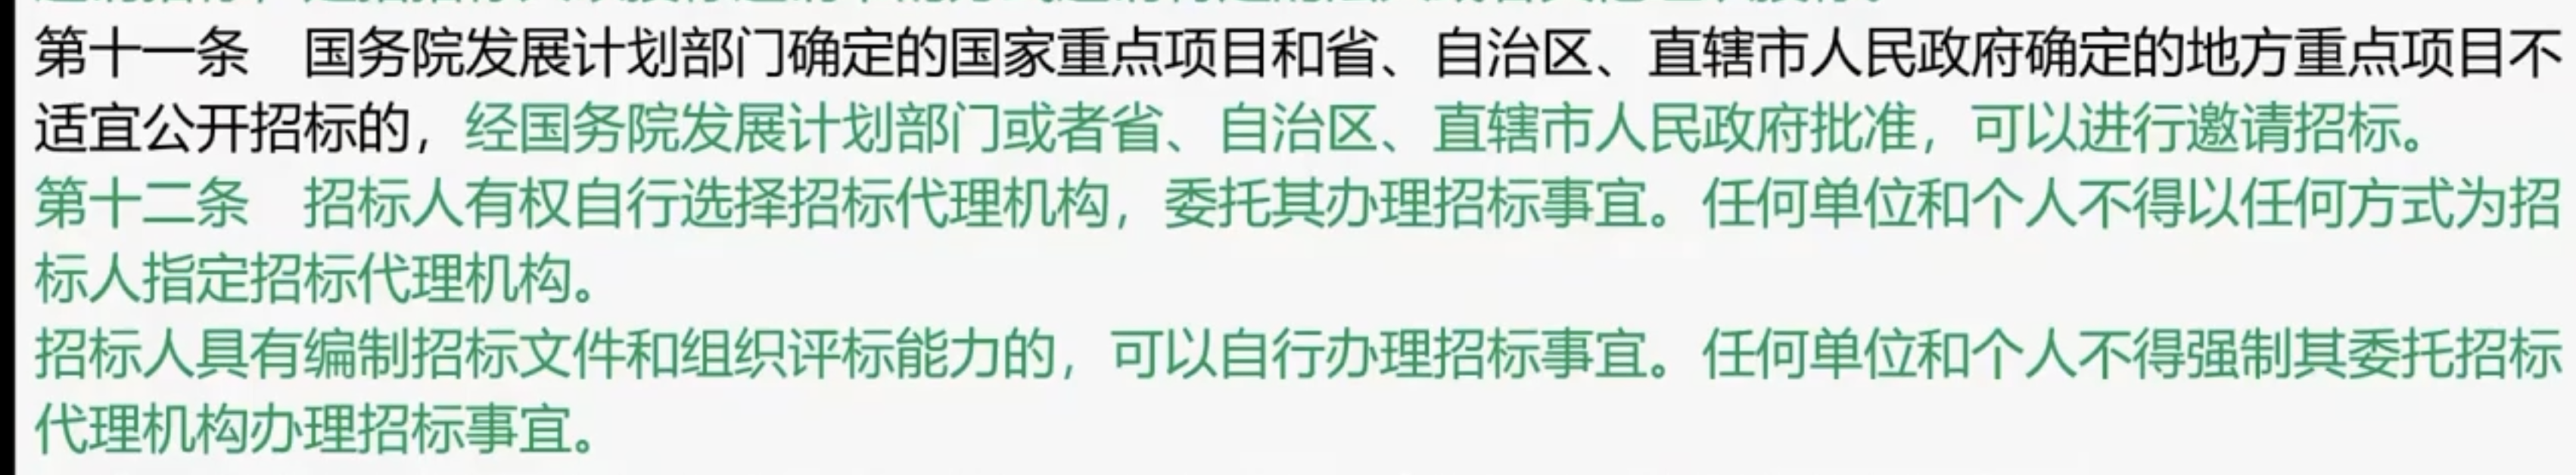 第十一条　国务院发展计划部门确定的国家重点项目和省、自治区、直辖市人民政府确定的地方重点项目不
适宜公开招标的，经国务院发展计划部门或者省、自治区、直辖市人民政府批准，可以进行邀请招标。
第十二条　招标人有权自行选择招标代理机构，委托其办理招标事宜。任何单位和个人不得以任何方式为招
标人指定招标代理机构。
招标人具有编制招标文件和组织评标能力的，可以自行办理招标事宜。任何单位和个人不得强制其委托招标
代理机构办理招标事宜。